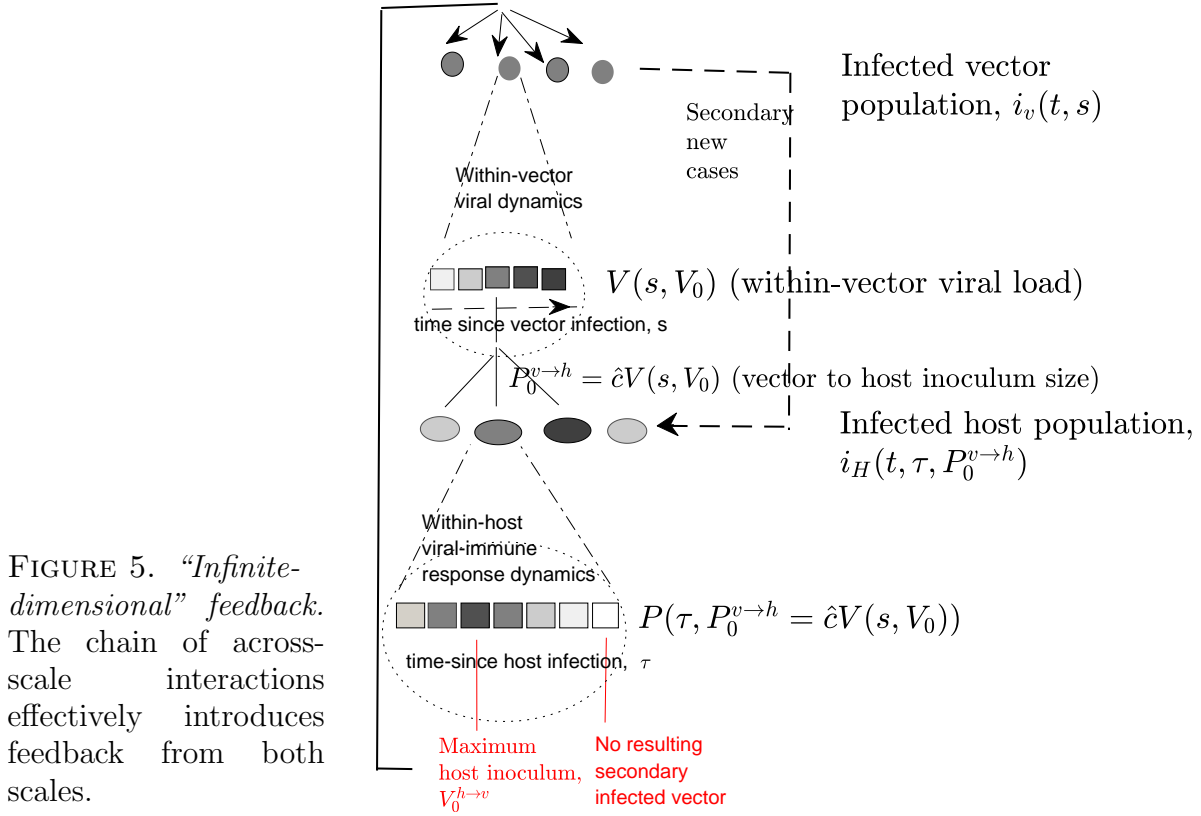 Infected vector
population, i_v(t, s)
Secondary
new
cases
Within-vector
viral dynamics
V(s, V_0) (within-vector viral load)
time since vector infection, s
P_0^{v→h} = ĉV(s, V_0) (vector to host inoculum size)
Infected host population,
i_H(t, τ, P_0^{v→h})
Within-host
viral-immune
response dynamics
P(τ, P_0^{v→h} = ĉV(s, V_0))
time-since host infection, τ
Maximum
host inoculum,
V_0^{h→v}
No resulting
secondary
infected vector
FIGURE 5. “Infinite-
dimensional” feedback.
The chain of across-
scale interactions
effectively introduces
feedback from both
scales.